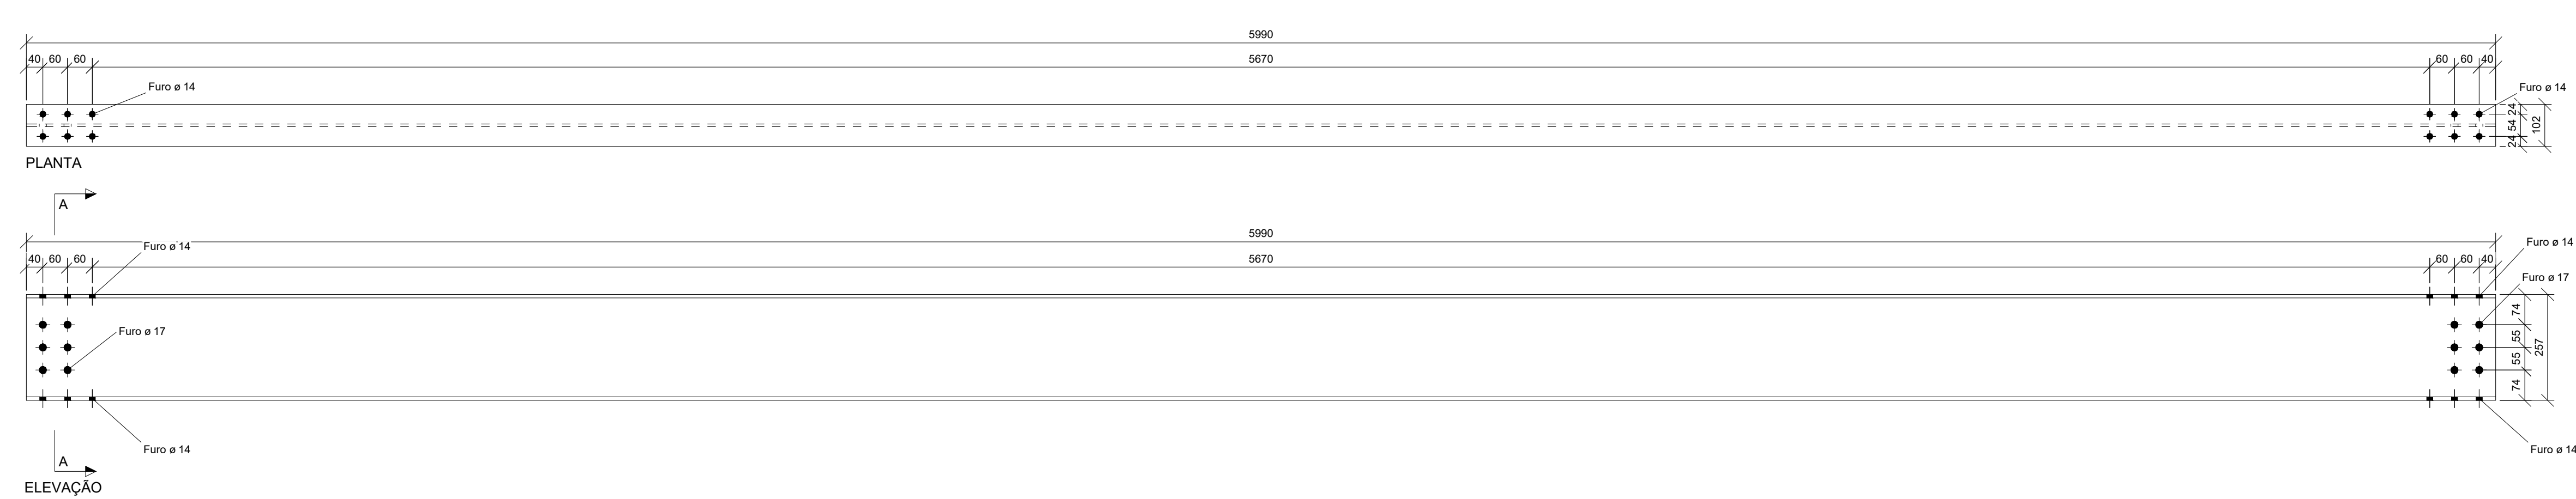 5990
40 60 60 5670 60 60 40
Furo ø 14
Furo ø 14
24
54
24
102
PLANTA
A
5990
Furo ø 14
Furo ø 14
40 60 60 5670 60 60 40
Furo ø 17
Furo ø 17
74
55
55
74
257
Furo ø 14
Furo ø 14
A
ELEVAÇÃO